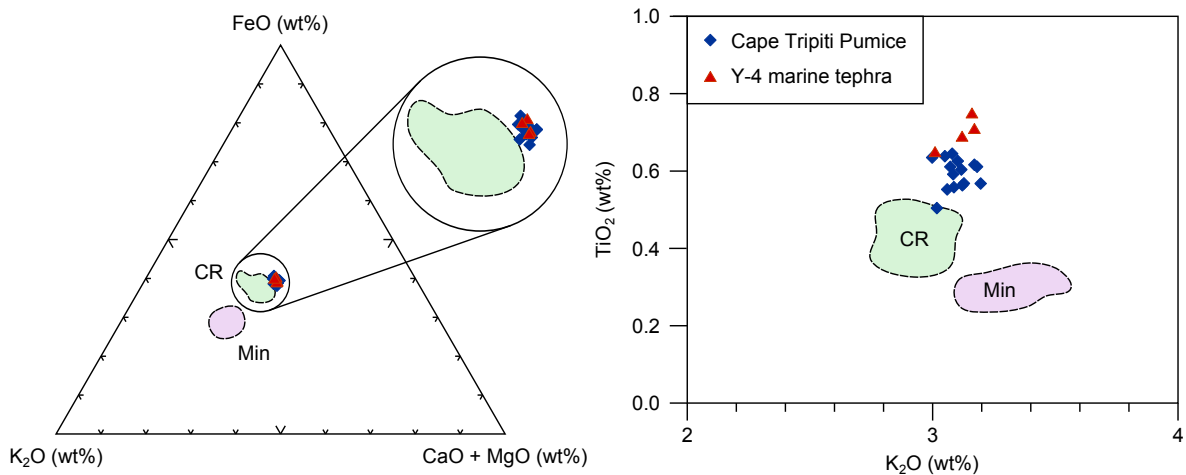 FeO (wt%)
CR
Min
K₂O (wt%)
CaO + MgO (wt%)
TiO₂ (wt%)
1.0
0.8
0.6
0.4
0.2
0.0
Cape Tripiti Pumice
Y-4 marine tephra
CR
Min
2
3
4
K₂O (wt%)